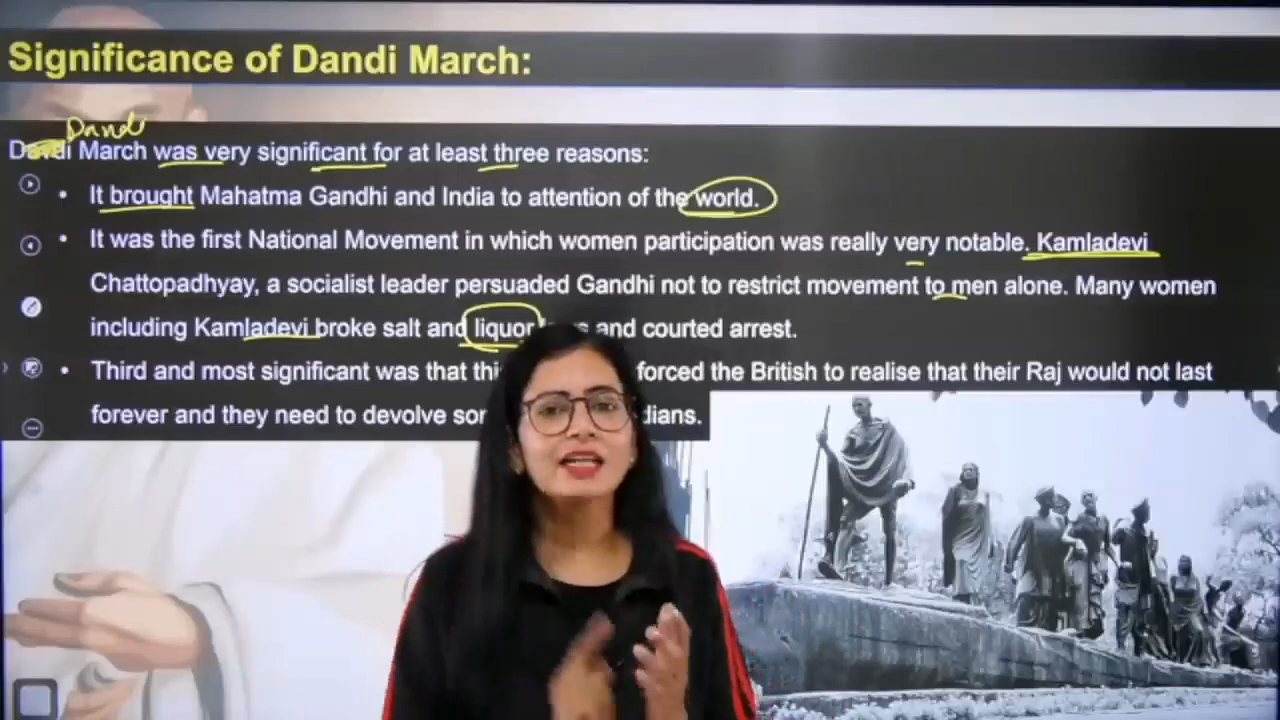 Significance of Dandi March:
Dandi
Dandi March was very significant for at least three reasons:
• It brought Mahatma Gandhi and India to attention of the world.
• It was the first National Movement in which women participation was really very notable. Kamladevi
Chattopadhyay, a socialist leader persuaded Gandhi not to restrict movement to men alone. Many women
including Kamladevi broke salt and liquor and courted arrest.
• Third and most significant was that forced the British to realise that their Raj would not last
forever and they need to devolve